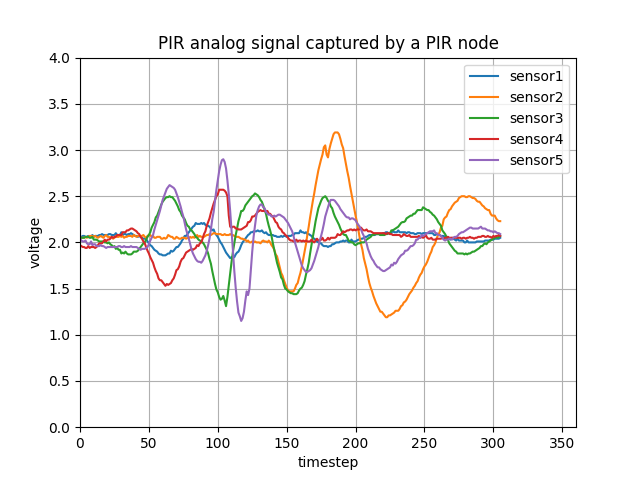 PIR analog signal captured by a PIR node
4.0
3.5
3.0
2.5
2.0
1.5
1.0
0.5
0.0
voltage
sensor1
sensor2
sensor3
sensor4
sensor5
0 50 100 150 200 250 300 350
timestep